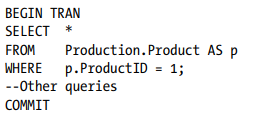 BEGIN TRAN
SELECT  *
FROM    Production.Product AS p
WHERE   p.ProductID = 1;
--Other queries
COMMIT